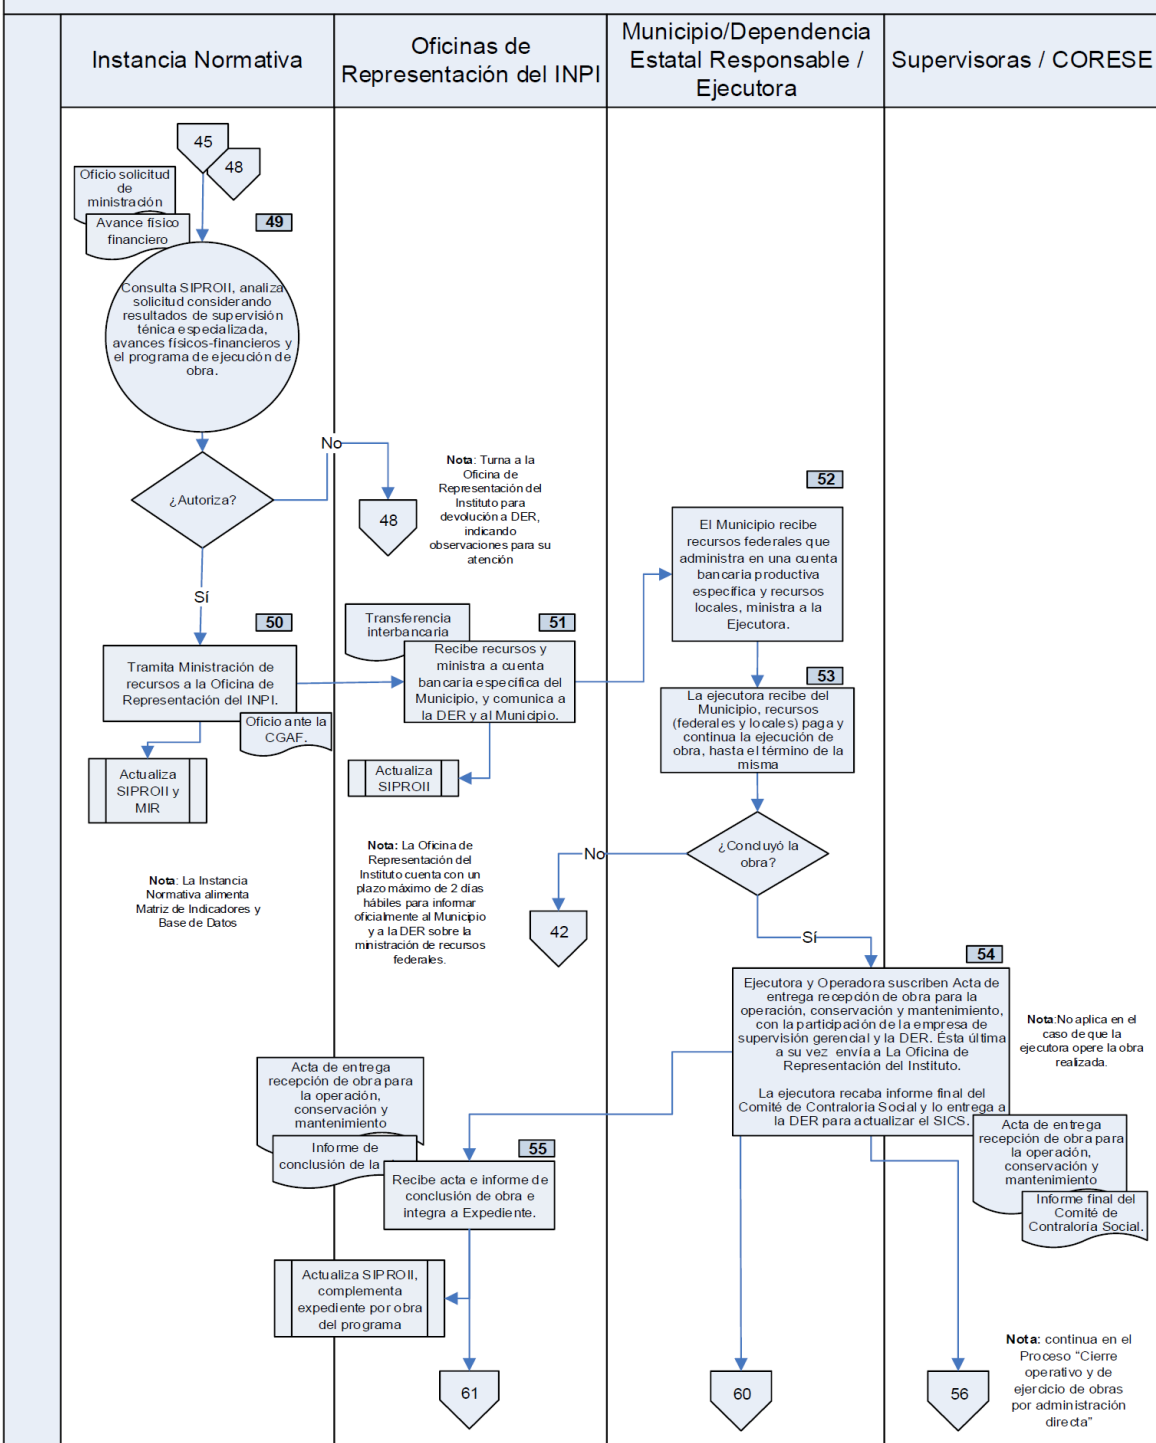 Instancia Normativa
Oficinas de
Representación del INPI
Municipio/Dependencia
Estatal Responsable /
Ejecutora
Supervisoras / CORESE
45
48
Oficio solicitud
de
ministración
Avance físico
financiero
49
Consulta SIPROII, analiza
solicitud considerando
resultados de supervisión
ténica especializada,
avances físicos-financieros y
el programa de ejecución de
obra.
¿Autoriza?
No
48
Nota: Turna a la
Oficina de
Representación del
Instituto para
devolución a DER,
indicando
observaciones para su
atención
Sí
50
Tramita Ministración de
recursos a la Oficina de
Representación del INPI.
Oficio ante la
CGAF.
Actualiza
SIPROII y
MIR
Nota: La Instancia
Normativa alimenta
Matriz de Indicadores y
Base de Datos
Transferencia
interbancaria
51
Recibe recursos y
ministra a cuenta
bancaria específica del
Municipio, y comunica a
la DER y al Municipio.
Actualiza
SIPROII
Nota: La Oficina de
Representación del
Instituto cuenta con un
plazo máximo de 2 días
hábiles para informar
oficialmente al Municipio
y a la DER sobre la
ministración de recursos
federales.
52
El Municipio recibe
recursos federales que
administra en una cuenta
bancaria productiva
específica y recursos
locales, ministra a la
Ejecutora.
53
La ejecutora recibe del
Municipio, recursos
(federales y locales) paga y
continua la ejecución de
obra, hasta el término de la
misma
¿Concluyó la
obra?
No
42
Sí
54
Ejecutora y Operadora suscriben Acta de
entrega recepción de obra para la
operación, conservación y mantenimiento,
con la participación de la empresa de
supervisión gerencial y la DER. Ésta última
a su vez envía a La Oficina de
Representación del Instituto.
La ejecutora recaba informe final del
Comité de Contraloría Social y lo entrega a
la DER para actualizar el SICS.
Nota:No aplica en el
caso de que la
ejecutora opere la obra
realizada.
Acta de entrega
recepción de obra para
la operación,
conservación y
mantenimiento
Informe final del
Comité de
Contraloría Social.
Acta de entrega
recepción de obra para
la operación,
conservación y
mantenimiento
Informe de
conclusión de la
55
Recibe acta e informe de
conclusión de obra e
integra a Expediente.
Actualiza SIPROII,
complementa
expediente por obra
del programa
61
60
56
Nota: continua en el
Proceso "Cierre
operativo y de
ejercicio de obras
por administración
directa"